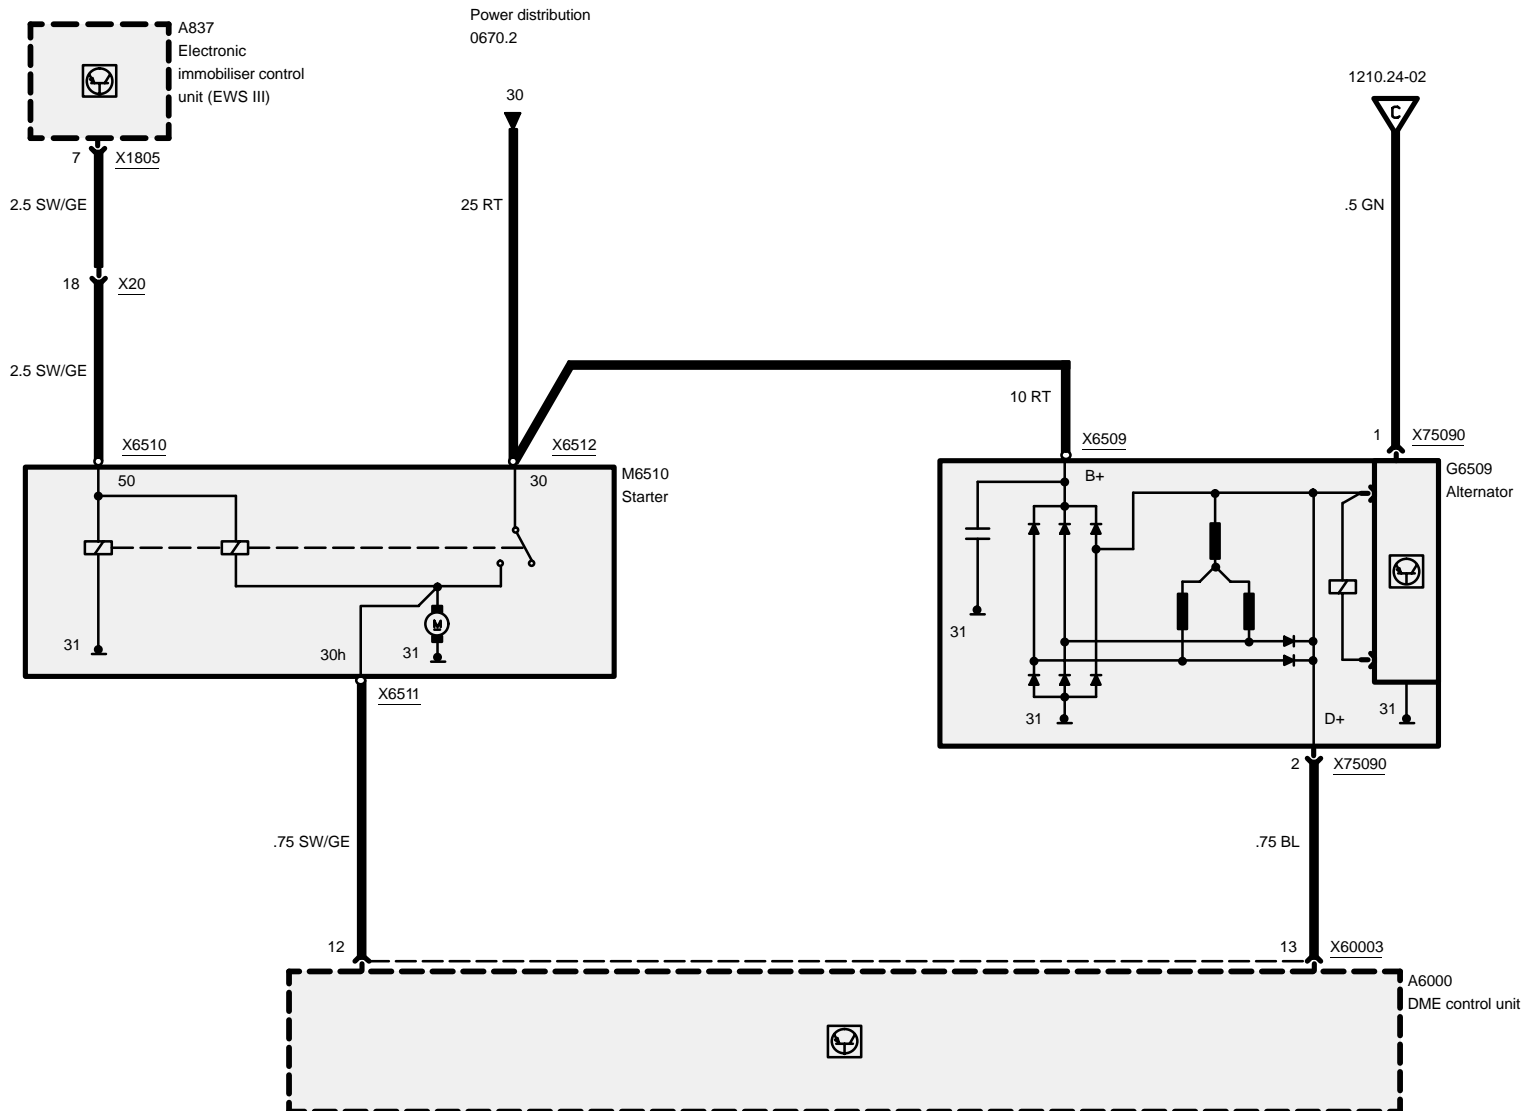 Power distribution
0670.2
A837
Electronic
immobiliser control
unit (EWS III)
30
1210.24-02
C
7
X1805
2.5 SW/GE
25 RT
.5 GN
18
X20
2.5 SW/GE
10 RT
X6510
X6512
X6509
1
X75090
50
30
M6510
Starter
B+
G6509
Alternator
31
30h
31
M
31
31
D+
31
X6511
2
X75090
.75 SW/GE
.75 BL
12
13
X60003
A6000
DME control unit